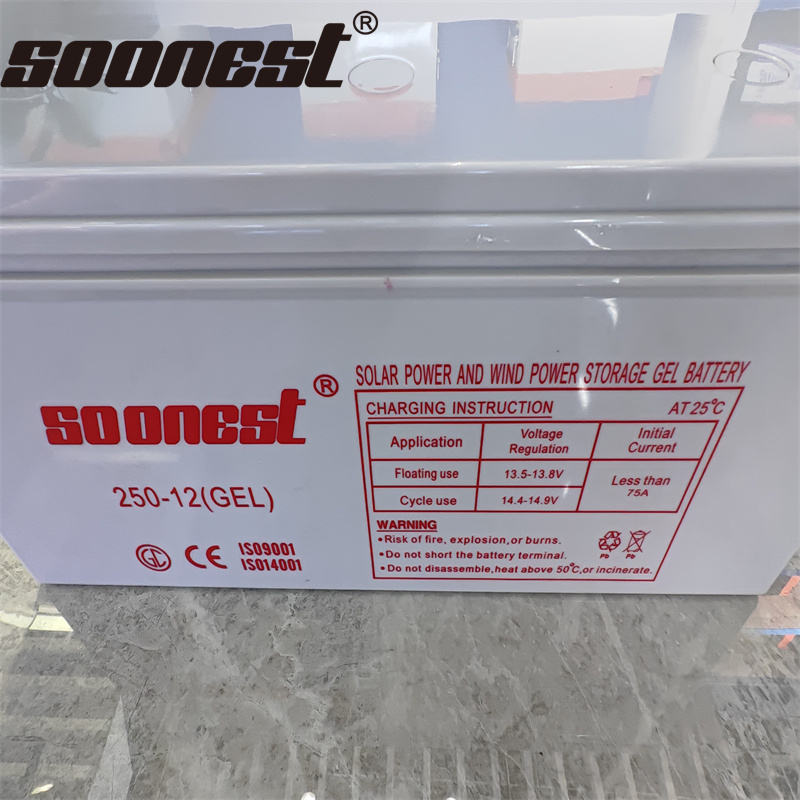 soonest®
soonest®
250-12(GEL)
GC CE ISO9001
ISO14001
SOLAR POWER AND WIND POWER STORAGE GEL BATTERY
CHARGING INSTRUCTION AT 25°C
Application Voltage Regulation Initial Current
Floating use 13.5-13.8V Less than 75A
Cycle use 14.4-14.9V
WARNING
•Risk of fire, explosion,or burns.
•Do not short the battery terminal.
•Do not disassemble,heat above 50°C,or incinerate.
Pb Pb